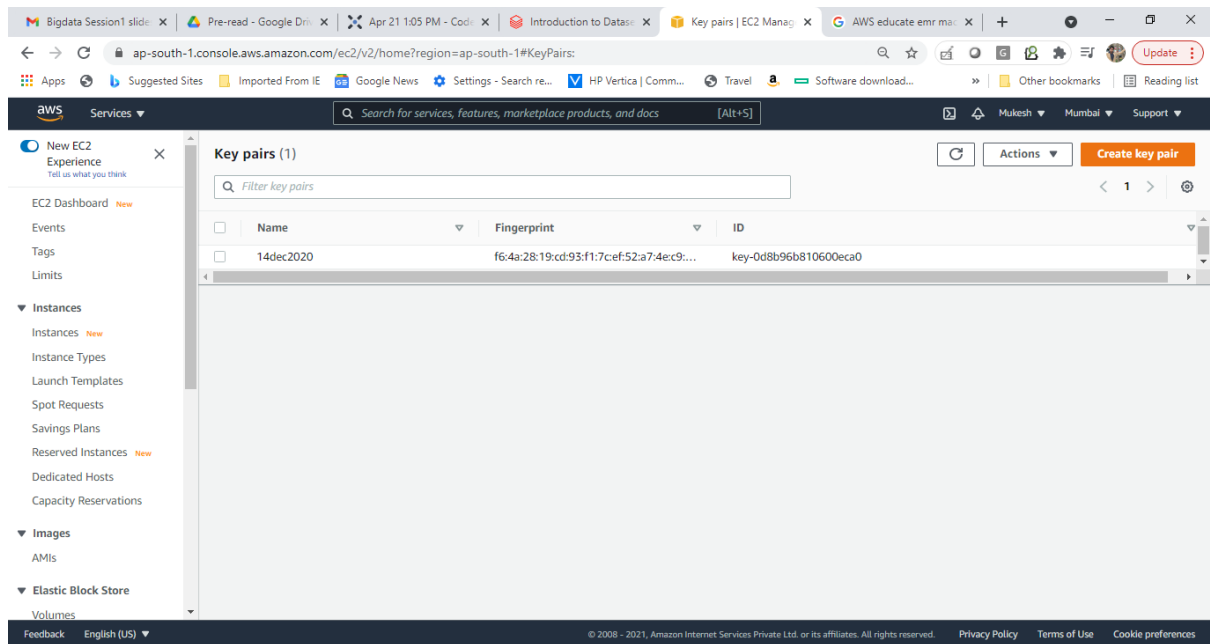 Bigdata Session1 slide
Pre-read - Google Driv
Apr 21 1:05 PM - Code
Introduction to Datase
Key pairs | EC2 Manag
AWS educate emr mac
ap-south-1.console.aws.amazon.com/ec2/v2/home?region=ap-south-1#KeyPairs:
Update
Apps
Suggested Sites
Imported From IE
Google News
Settings - Search re...
HP Vertica | Comm...
Travel
Software download...
»
Other bookmarks
Reading list
aws
Services
Search for services, features, marketplace products, and docs [Alt+S]
Mukesh
Mumbai
Support
New EC2
Experience
Tell us what you think
EC2 Dashboard New
Events
Tags
Limits
Instances
Instances New
Instance Types
Launch Templates
Spot Requests
Savings Plans
Reserved Instances New
Dedicated Hosts
Capacity Reservations
Images
AMIs
Elastic Block Store
Volumes
Key pairs (1)
Actions
Create key pair
Filter key pairs
1
Name Fingerprint ID
14dec2020 f6:4a:28:19:cd:93:f1:7c:ef:52:a7:4e:c9:... key-0d8b96b810600eca0
Feedback English (US) © 2008 - 2021, Amazon Internet Services Private Ltd. or its affiliates. All rights reserved. Privacy Policy Terms of Use Cookie preferences